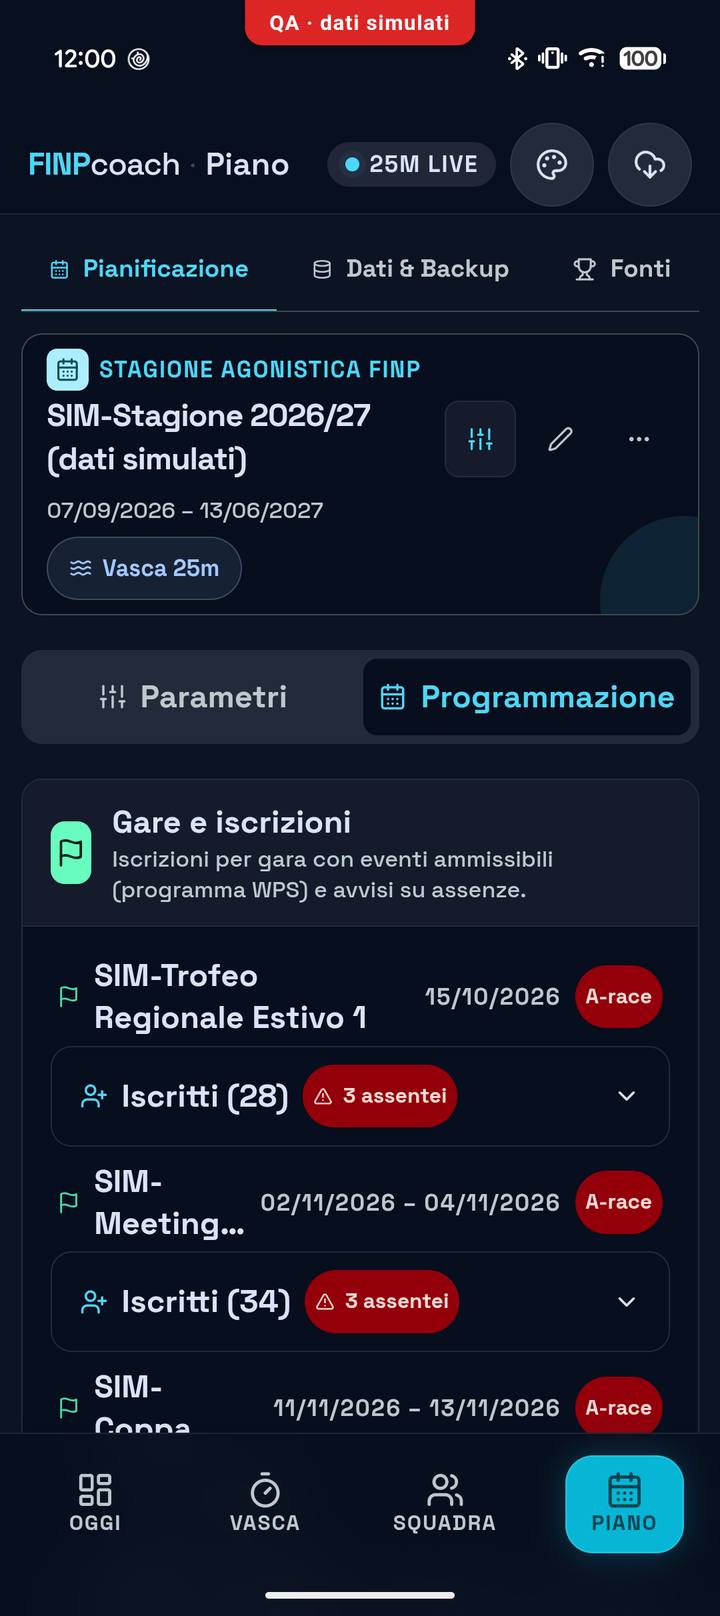 QA · dati simulati
12:00
100
FINPcoach · Piano
25M LIVE
Pianificazione
Dati & Backup
Fonti
STAGIONE AGONISTICA FINP
SIM-Stagione 2026/27
(dati simulati)
07/09/2026 – 13/06/2027
Vasca 25m
Parametri
Programmazione
Gare e iscrizioni
Iscrizioni per gara con eventi ammissibili
(programma WPS) e avvisi su assenze.
SIM-Trofeo
Regionale Estivo 1
15/10/2026
A-race
Iscritti (28)
3 assentei
SIM-
Meeting...
02/11/2026 – 04/11/2026
A-race
Iscritti (34)
3 assentei
SIM-
Coppa
11/11/2026 – 13/11/2026
A-race
OGGI
VASCA
SQUADRA
PIANO